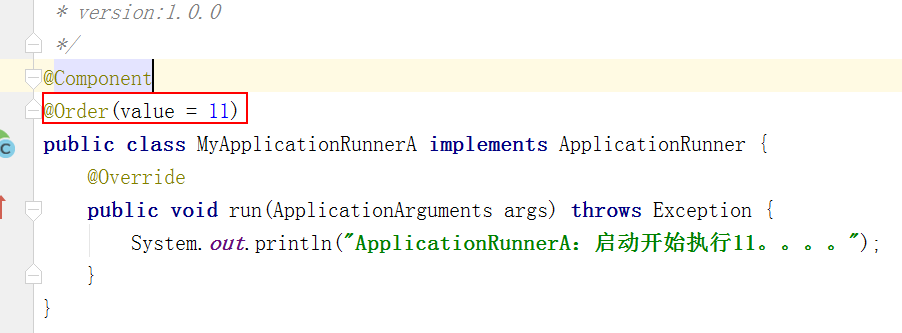 * version:1.0.0
*/
@Component
@Order(value = 11)
public class MyApplicationRunnerA implements ApplicationRunner {
@Override
public void run(ApplicationArguments args) throws Exception {
System.out.println("ApplicationRunnerA：启动开始执行11。。。。");
}
}